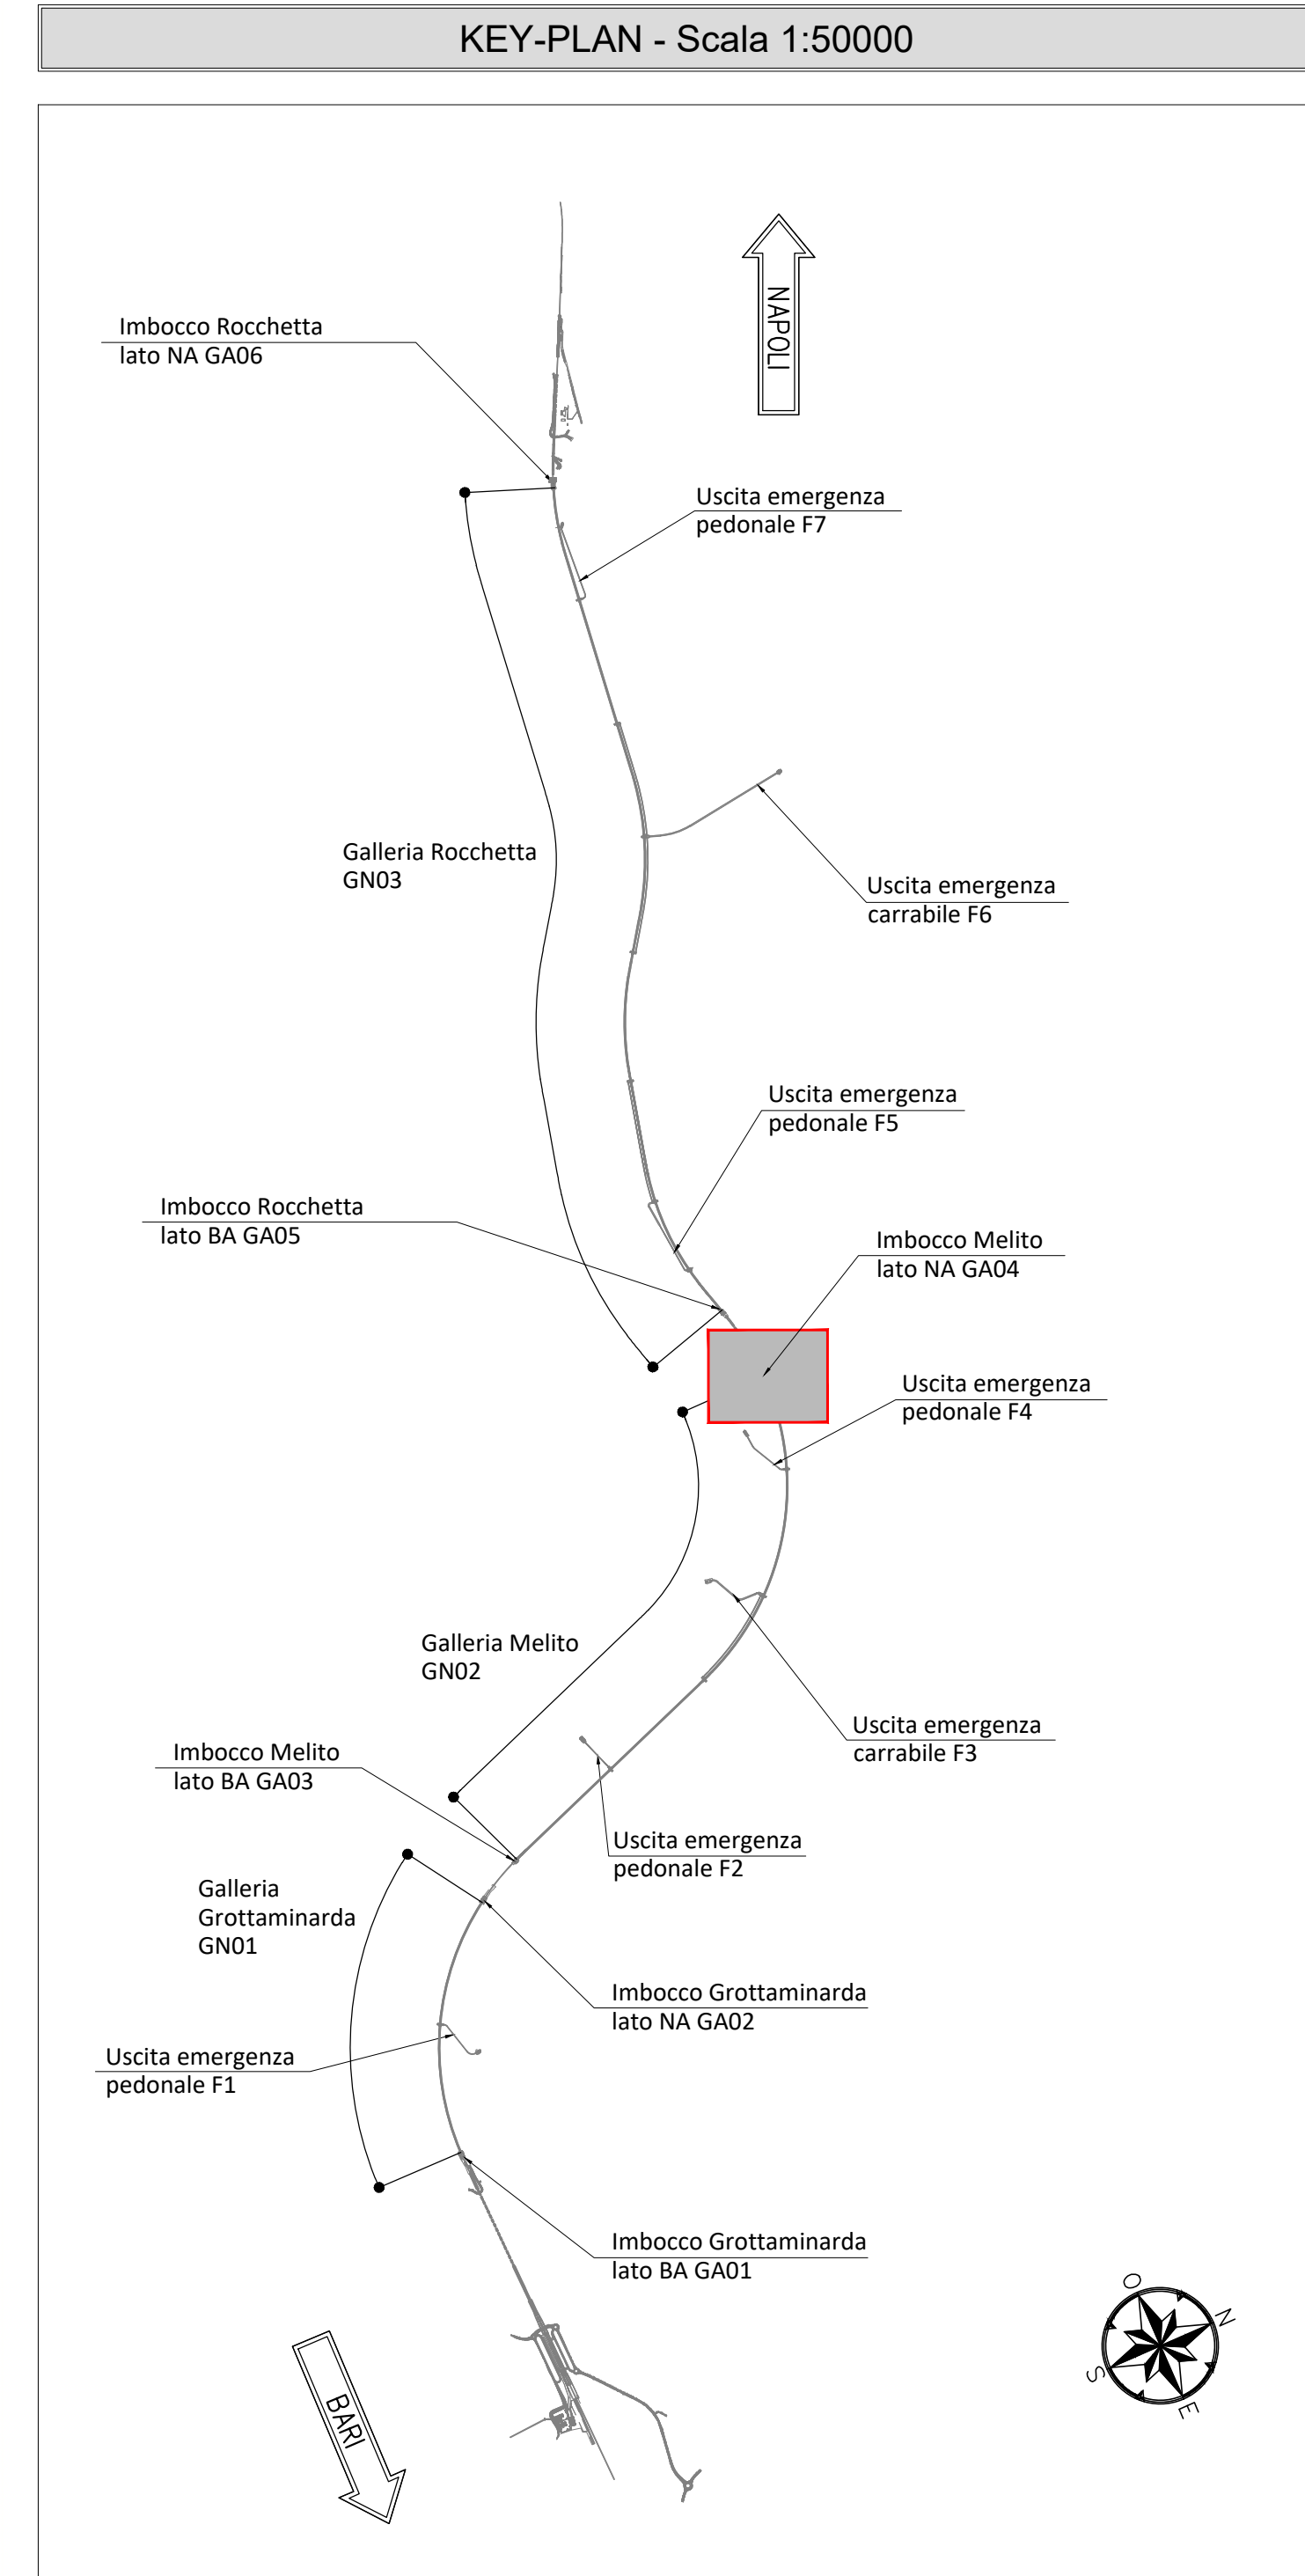 KEY-PLAN - Scala 1:50000
NAPOLI
Imbocco Rocchetta
lato NA GA06
Uscita emergenza
pedonale F7
Galleria Rocchetta
GN03
Uscita emergenza
carrabile F6
Uscita emergenza
pedonale F5
Imbocco Rocchetta
lato BA GA05
Imbocco Melito
lato NA GA04
Uscita emergenza
pedonale F4
Galleria Melito
GN02
Uscita emergenza
carrabile F3
Imbocco Melito
lato BA GA03
Uscita emergenza
pedonale F2
Galleria
Grottaminarda
GN01
Imbocco Grottaminarda
lato NA GA02
Uscita emergenza
pedonale F1
Imbocco Grottaminarda
lato BA GA01
BARI
O
N
S
E